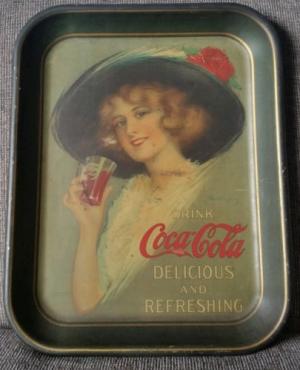 DRINK
Coca-Cola
DELICIOUS
AND
REFRESHING